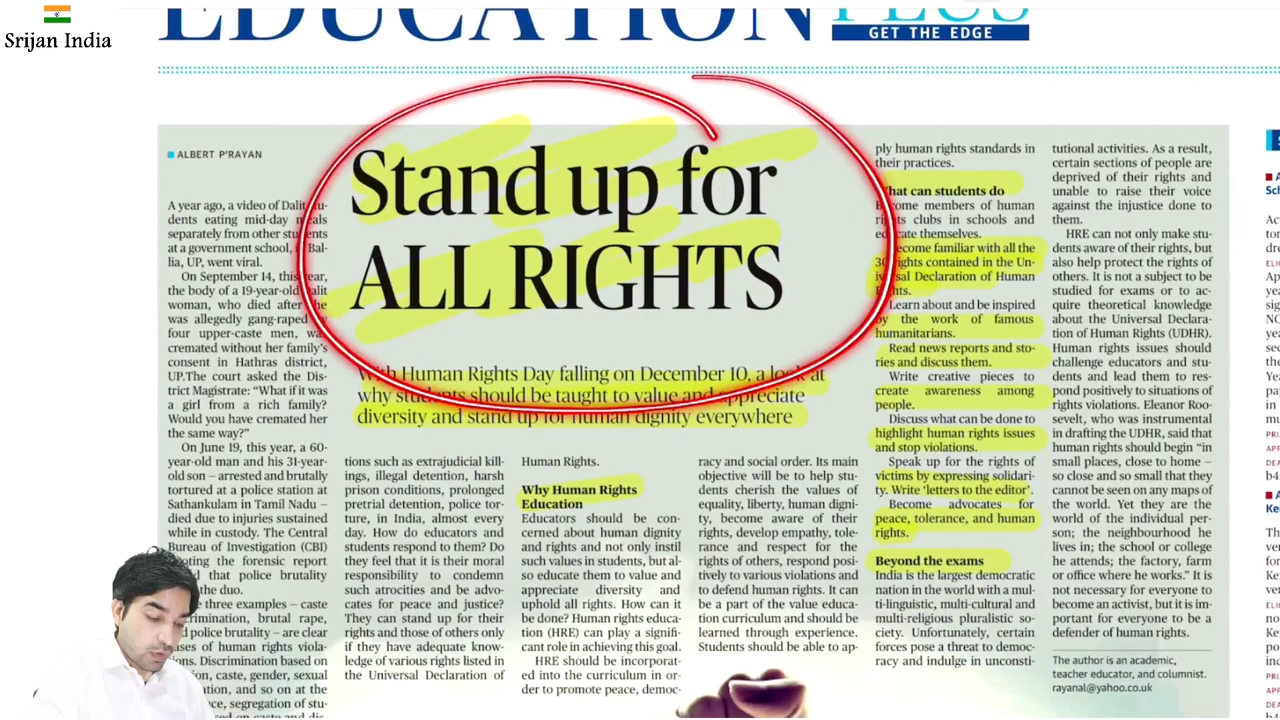 Srijan India
EDUCATION PLUS
GET THE EDGE
ALBERT P'RAYAN
Stand up for
ALL RIGHTS
With Human Rights Day falling on December 10, a look at
why students should be taught to value and appreciate
diversity and stand up for human dignity everywhere
A year ago, a video of Dalit
dents eating mid-day meals
separately from other students
at a government school, Bal-
lia, UP, went viral.
On September 14, this year,
the body of a 19-year-old Dalit
woman, who died after she
was allegedly gang-raped by
four upper-caste men, was
cremated without her family's
consent in Hathras district,
UP.The court asked the Dis-
trict Magistrate: "What if it was
a girl from a rich family?
Would you have cremated her
the same way?"
On June 19, this year, a 60-
year-old man and his 31-year-
old son – arrested and brutally
tortured at a police station at
Sathankulam in Tamil Nadu –
died due to injuries sustained
while in custody. The Central
Bureau of Investigation (CBI)
the forensic report
that police brutality
the duo.
three examples – caste
brutal rape,
police brutality – are clear
of human rights viola-
Discrimination based on
caste, gender, sexual
and so on at the
segregation of stu-
on caste and dis-
tions such as extrajudicial kill-
ings, illegal detention, harsh
prison conditions, prolonged
pretrial detention, police tor-
ture, in India, almost every
day. How do educators and
students respond to them? Do
they feel that it is their moral
responsibility to condemn
such atrocities and be advo-
cates for peace and justice?
They can stand up for their
rights and those of others only
if they have adequate know-
ledge of various rights listed in
the Universal Declaration of
Human Rights.
Why Human Rights
Education
Educators should be con-
cerned about human dignity
and rights and not only instil
such values in students, but al-
so educate them to value and
appreciate diversity and
uphold all rights. How can it
be done? Human rights educa-
tion (HRE) can play a signifi-
cant role in achieving this goal.
HRE should be incorporat-
ed into the curriculum in or-
der to promote peace, democ-
racy and social order. Its main
objective will be to help stu-
dents cherish the values of
equality, liberty, human digni-
ty, become aware of their
rights, develop empathy, tole-
rance and respect for the
rights of others, respond posi-
tively to various violations and
to defend human rights. It can
be a part of the value educa-
tion curriculum and should be
learned through experience.
Students should be able to ap-
ply human rights standards in
their practices.
What can students do
Become members of human
rights clubs in schools and
educate themselves.
Become familiar with all the
30 rights contained in the Un-
iversal Declaration of Human
Rights.
Learn about and be inspired
by the work of famous
humanitarians.
Read news reports and sto-
ries and discuss them.
Write creative pieces to
create awareness among
people.
Discuss what can be done to
highlight human rights issues
and stop violations.
Speak up for the rights of
victims by expressing solidari-
ty. Write 'letters to the editor'.
Become advocates for
peace, tolerance, and human
rights.
Beyond the exams
India is the largest democratic
nation in the world with a mul-
ti-linguistic, multi-cultural and
multi-religious pluralistic so-
ciety. Unfortunately, certain
forces pose a threat to democ-
racy and indulge in unconsti-
tutional activities. As a result,
certain sections of people are
deprived of their rights and
unable to raise their voice
against the injustice done to
them.
HRE can not only make stu-
dents aware of their rights, but
also help protect the rights of
others. It is not a subject to be
studied for exams or to ac-
quire theoretical knowledge
about the Universal Declara-
tion of Human Rights (UDHR).
Human rights issues should
challenge educators and stu-
dents and lead them to res-
pond positively to situations of
rights violations. Eleanor Roo-
sevelt, who was instrumental
in drafting the UDHR, said that
human rights should begin "in
small places, close to home –
so close and so small that they
cannot be seen on any maps of
the world. Yet they are the
world of the individual per-
son; the neighbourhood he
lives in; the school or college
he attends; the factory, farm
or office where he works." It is
not necessary for everyone to
become an activist, but it is im-
portant for everyone to be a
defender of human rights.
The author is an academic,
teacher educator, and columnist.
rayanal@yahoo.co.uk